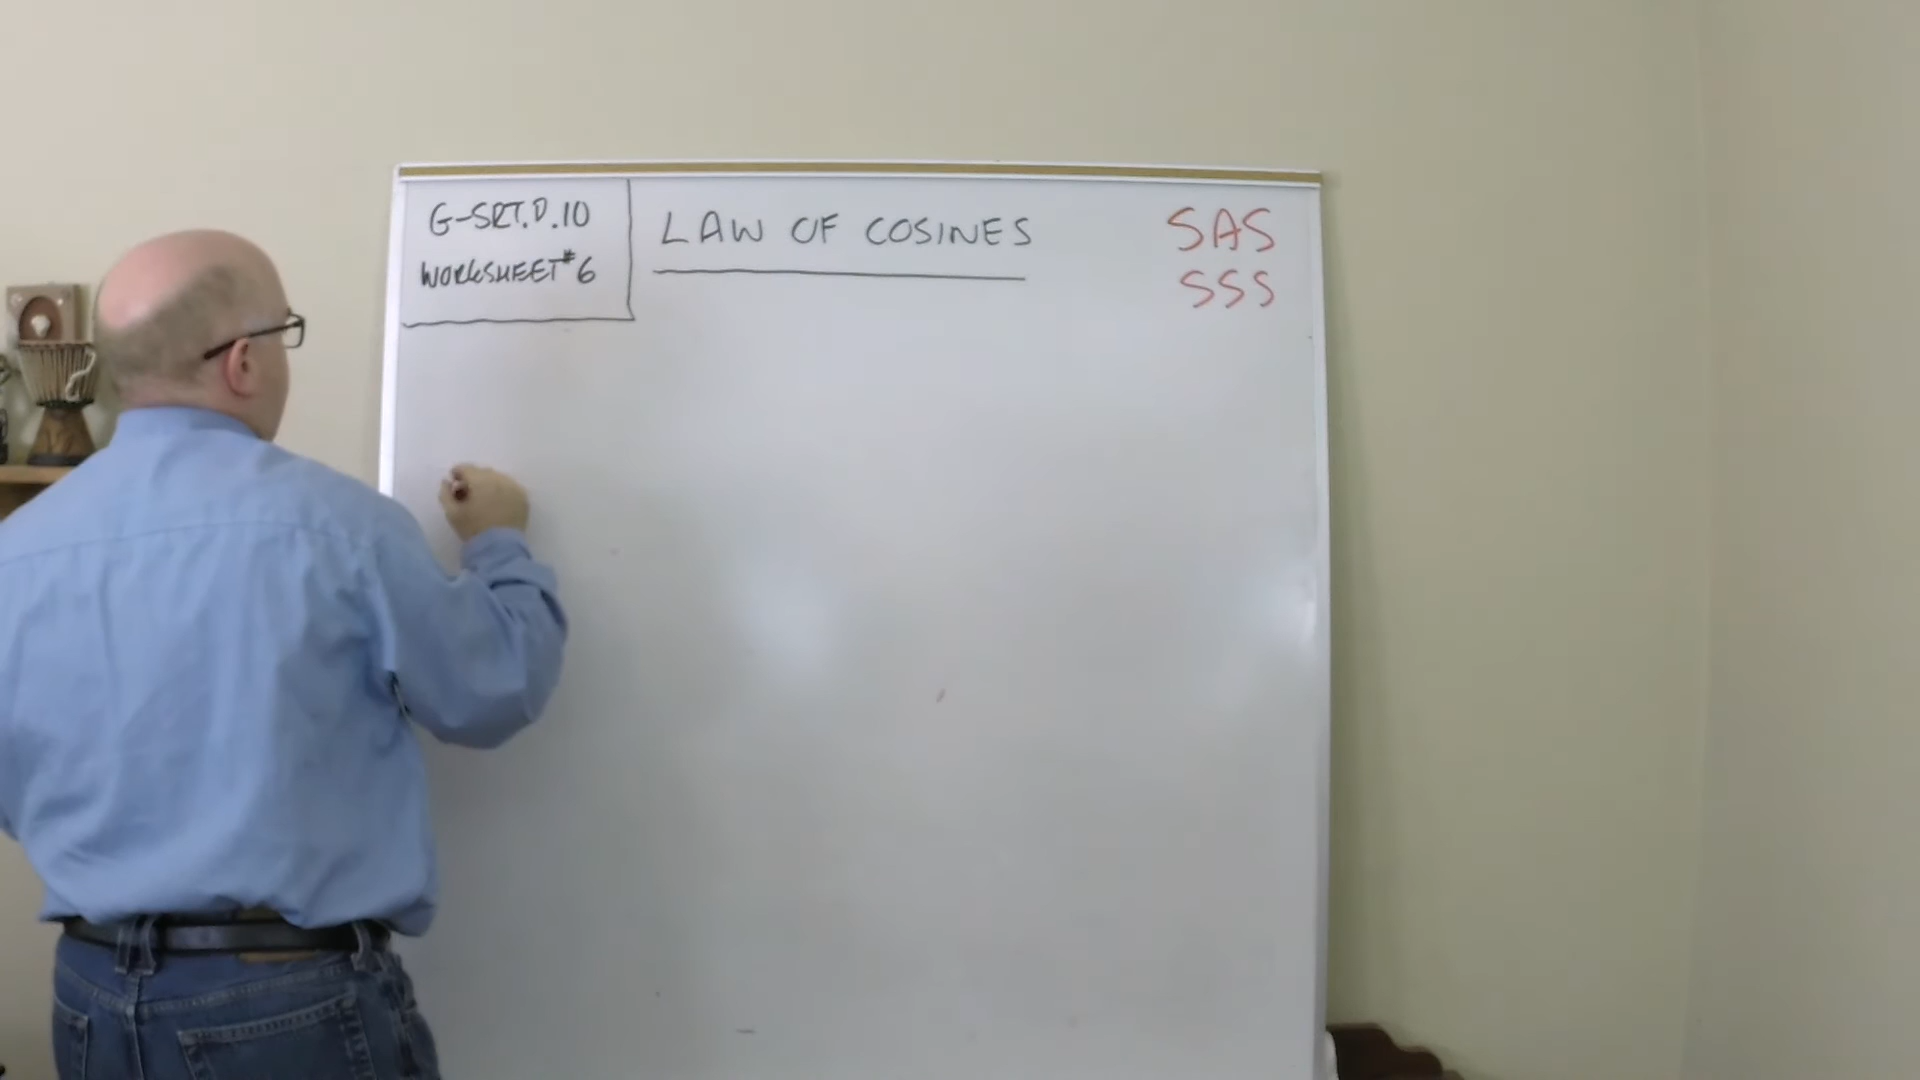 G-SRT.D.10
WORKSHEET #6
LAW OF COSINES
SAS
SSS